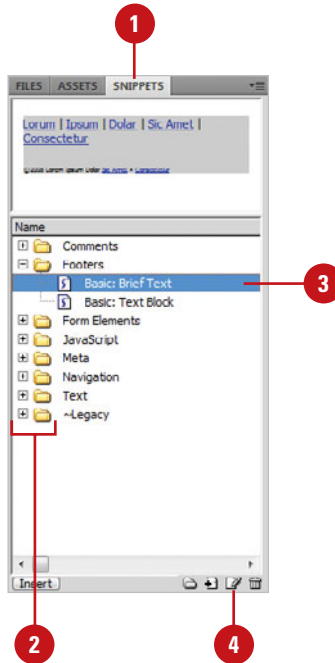 1
FILES ASSETS SNIPPETS
Lorum | Ipsum | Dolar | Sic Amet |
Consectetur
Name
Comments
Footers
Basic: Brief Text
3
Basic: Text Block
Form Elements
JavaScript
Meta
Navigation
Text
~Legacy
Insert
2
4